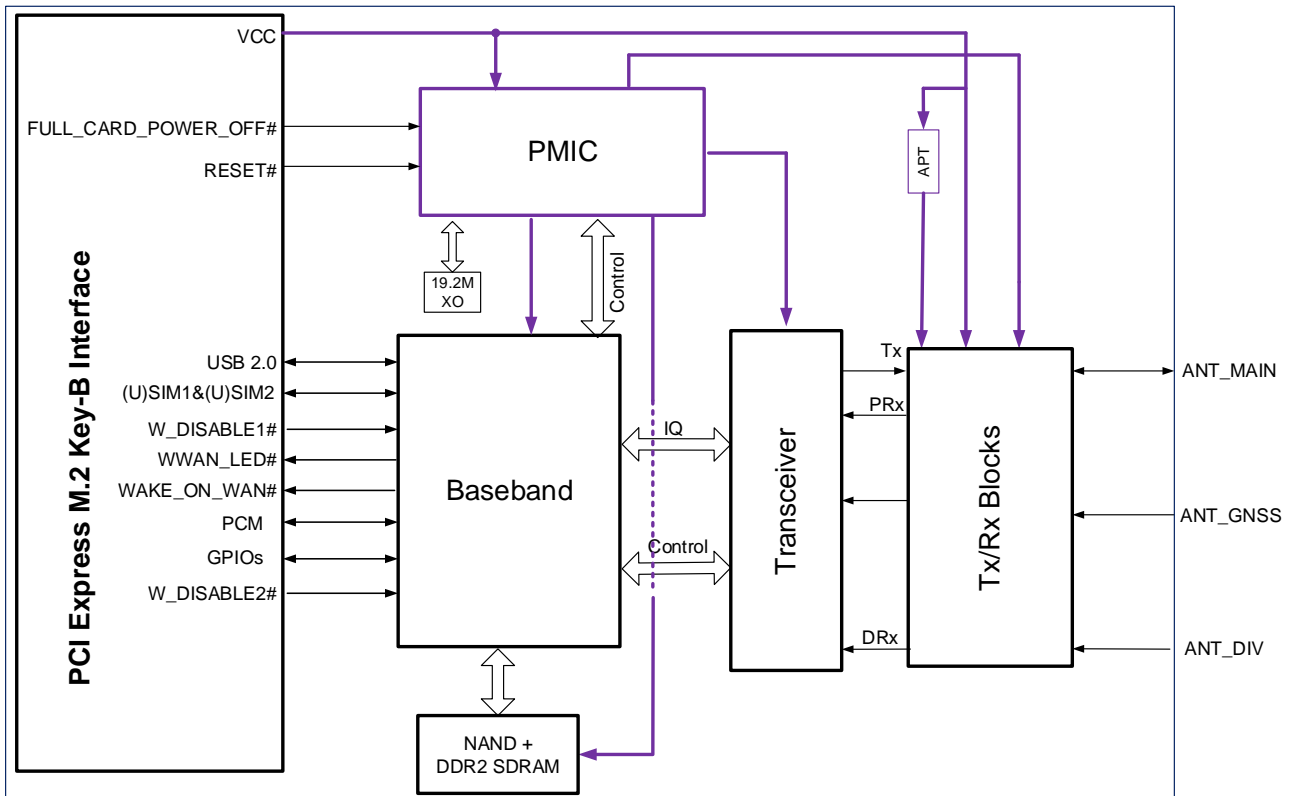 PCI Express M.2 Key-B Interface
VCC
FULL_CARD_POWER_OFF#
RESET#
USB 2.0
(U)SIM1&(U)SIM2
W_DISABLE1#
WWAN_LED#
WAKE_ON_WAN#
PCM
GPIOs
W_DISABLE2#
PMIC
19.2M
XO
Control
Baseband
NAND +
DDR2 SDRAM
IQ
Control
Transceiver
Tx
PRx
DRx
APT
Tx/Rx Blocks
ANT_MAIN
ANT_GNSS
ANT_DIV